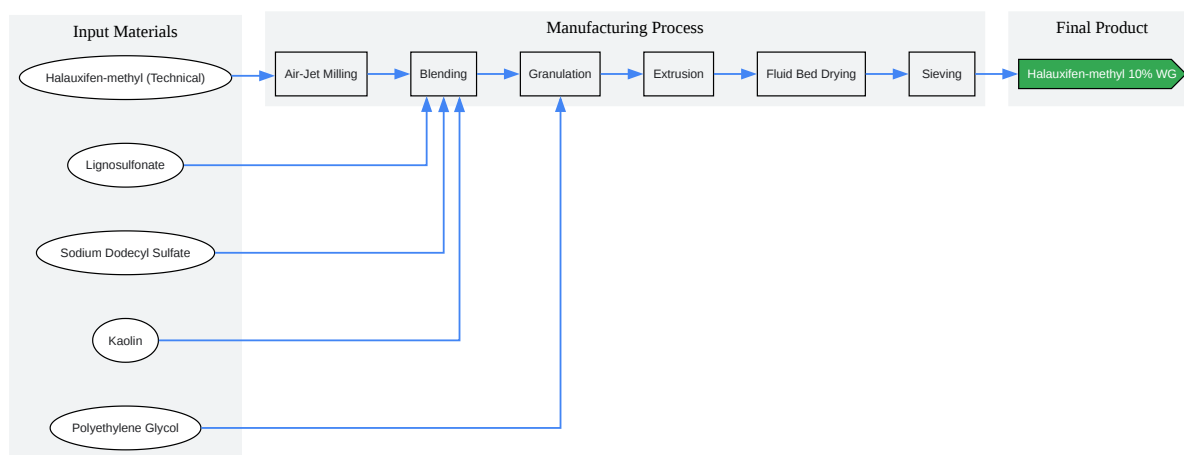 Input Materials
Manufacturing Process
Final Product
Halauxifen-methyl (Technical)
Air-Jet Milling
Blending
Granulation
Extrusion
Fluid Bed Drying
Sieving
Halauxifen-methyl 10% WG
Lignosulfonate
Sodium Dodecyl Sulfate
Kaolin
Polyethylene Glycol